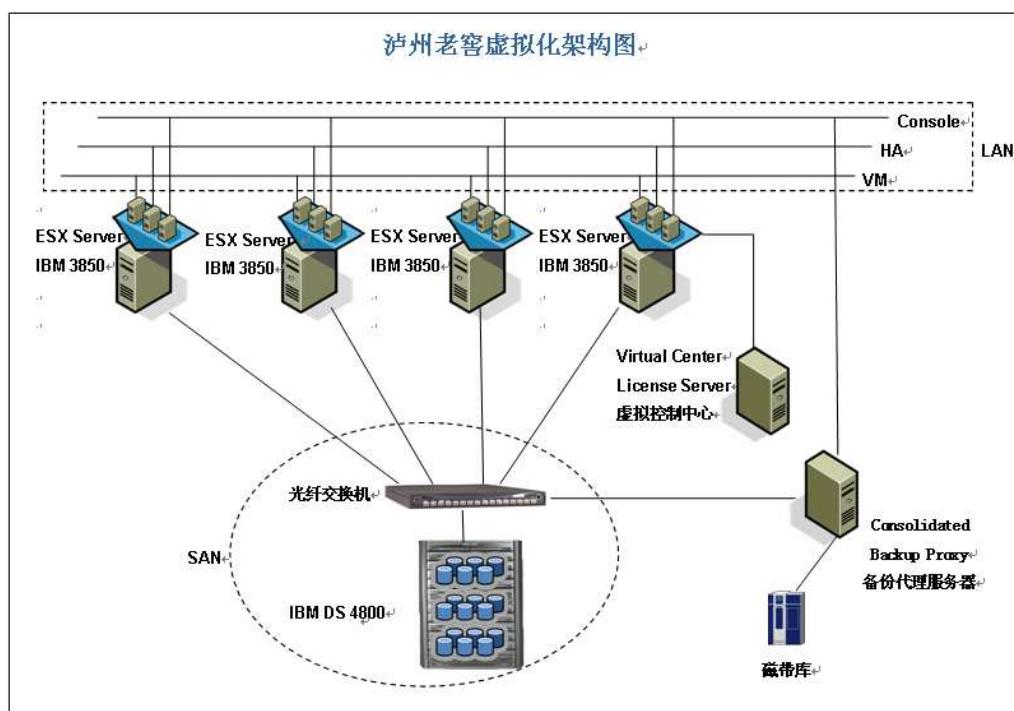 泸州老窖虚拟化架构图
Console
HA
LAN
VM
ESX Server
IBM 3850
ESX Server
IBM 3850
ESX Server
IBM 3850
ESX Server
IBM 3850
Virtual Center
License Server
虚拟控制中心
光纤交换机
SAN
IBM DS 4800
Consolidated
Backup Proxy
备份代理服务器
磁带库